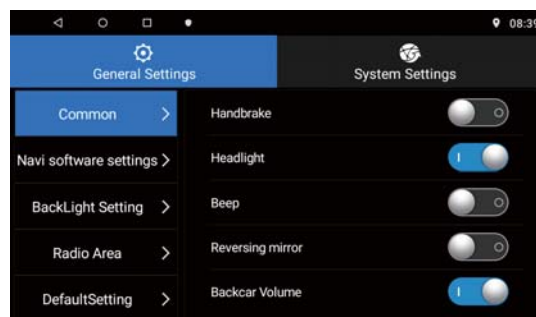 08:39
General Settings
System Settings
Common
Handbrake
Navi software settings
Headlight
BackLight Setting
Beep
Radio Area
Reversing mirror
DefaultSetting
Backcar Volume